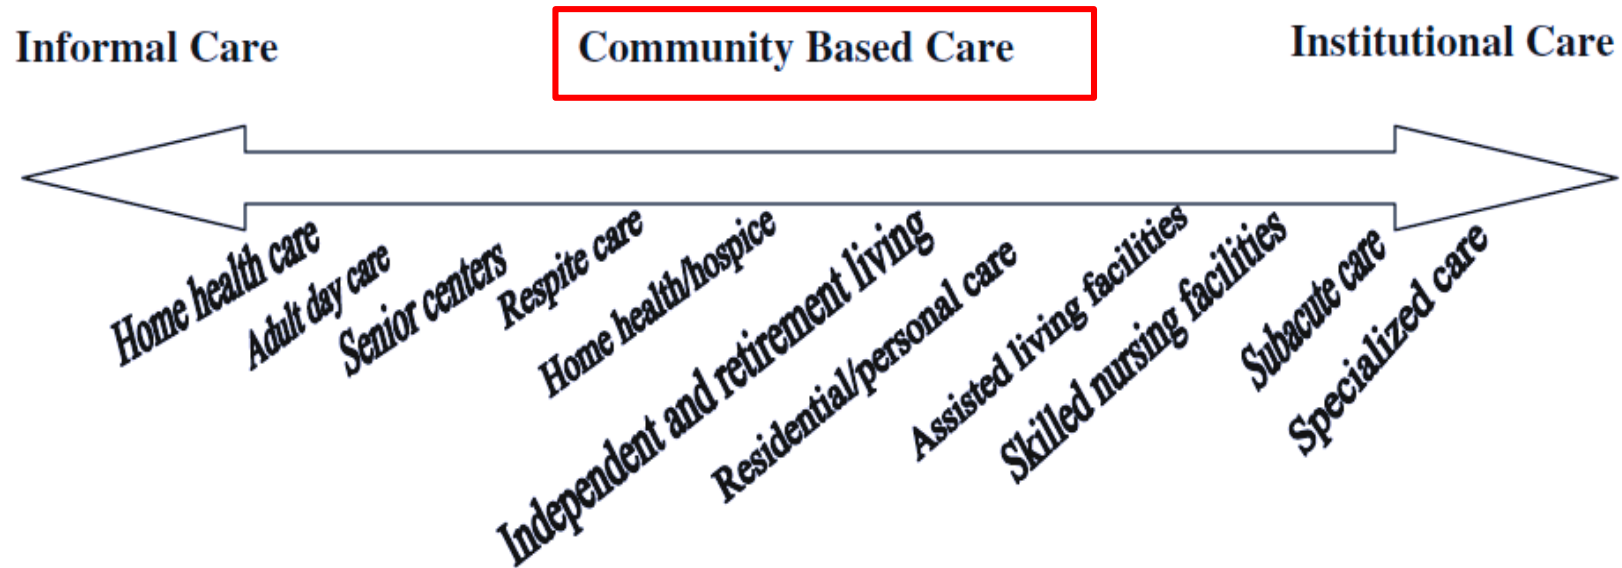 Informal Care
Community Based Care
Institutional Care
Home health care
Adult day care
Senior centers
Respite care
Home health/hospice
Independent and retirement living
Residential/personal care
Assisted living facilities
Skilled nursing facilities
Subacute care
Specialized care